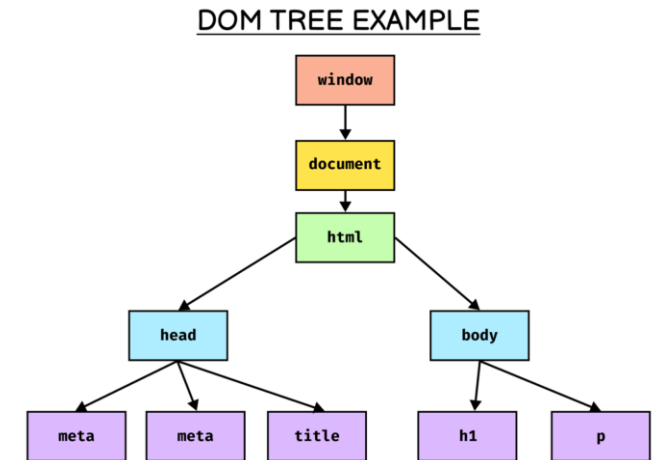 DOM TREE EXAMPLE
window
document
html
head
body
meta
meta
title
h1
p